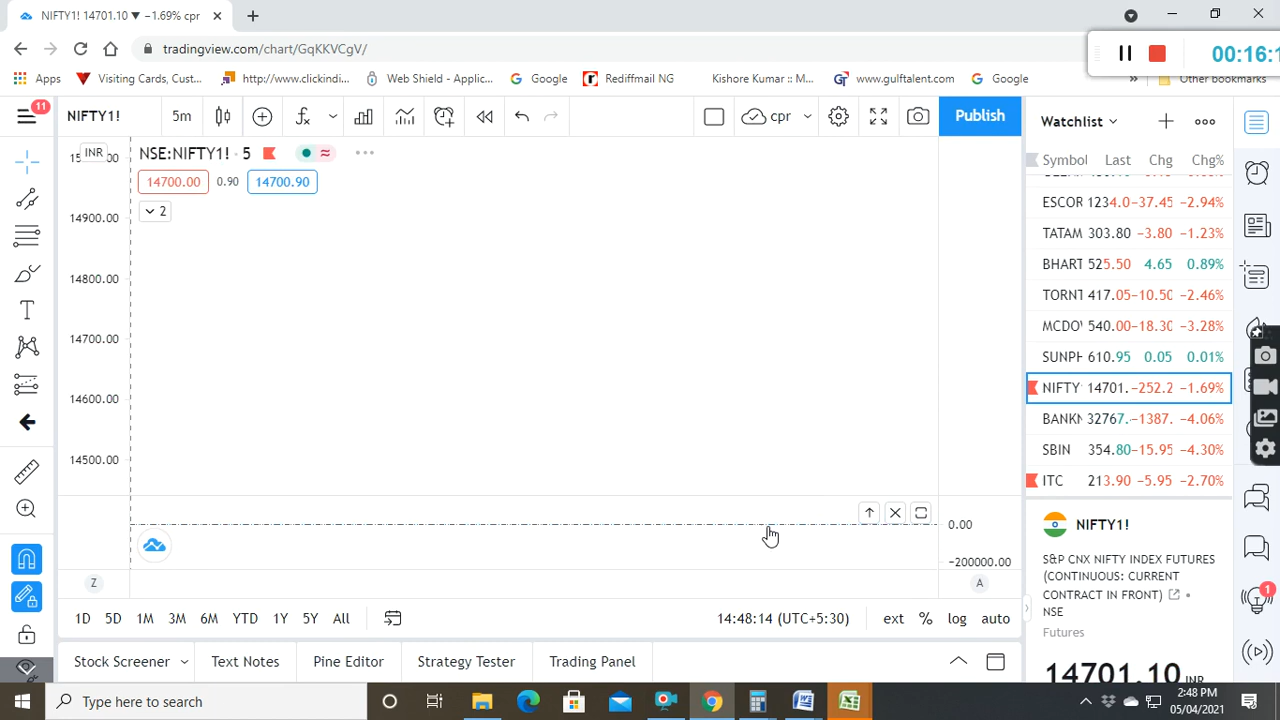 NIFTY1! 14701.10 ▼ −1.69% cpr
tradingview.com/chart/GqKKVCgV/
00:16:1
Apps Visiting Cards, Cust... http://www.clickindi... Web Shield - Applic... Google Rediffmail NG Kishore Kumar :: M... www.gulftalent.com Google » Other bookmarks
11
NIFTY1! 5m cpr Publish
Watchlist
Symbol Last Chg Chg%
INR
NSE:NIFTY1! · 5
14700.00 0.90 14700.90
2
14900.00
14800.00
14700.00
14600.00
14500.00
0.00
−200000.00
Z A
ESCOR 1234.0 −37.45 −2.94%
TATAM 303.80 −3.80 −1.23%
BHART 525.50 4.65 0.89%
TORNT 417.05 −10.50 −2.46%
MCDO 540.00 −18.30 −3.28%
SUNPH 610.95 0.05 0.01%
NIFTY 14701. −252.2 −1.69%
BANKN 32767. −1387. −4.06%
SBIN 354.80 −15.95 −4.30%
ITC 213.90 −5.95 −2.70%
NIFTY1!
S&P CNX NIFTY INDEX FUTURES
(CONTINUOUS: CURRENT
CONTRACT IN FRONT) •
NSE
Futures
14701.10 INR
1
1D 5D 1M 3M 6M YTD 1Y 5Y All 14:48:14 (UTC+5:30) ext % log auto
Stock Screener Text Notes Pine Editor Strategy Tester Trading Panel
Type here to search
2:48 PM
05/04/2021